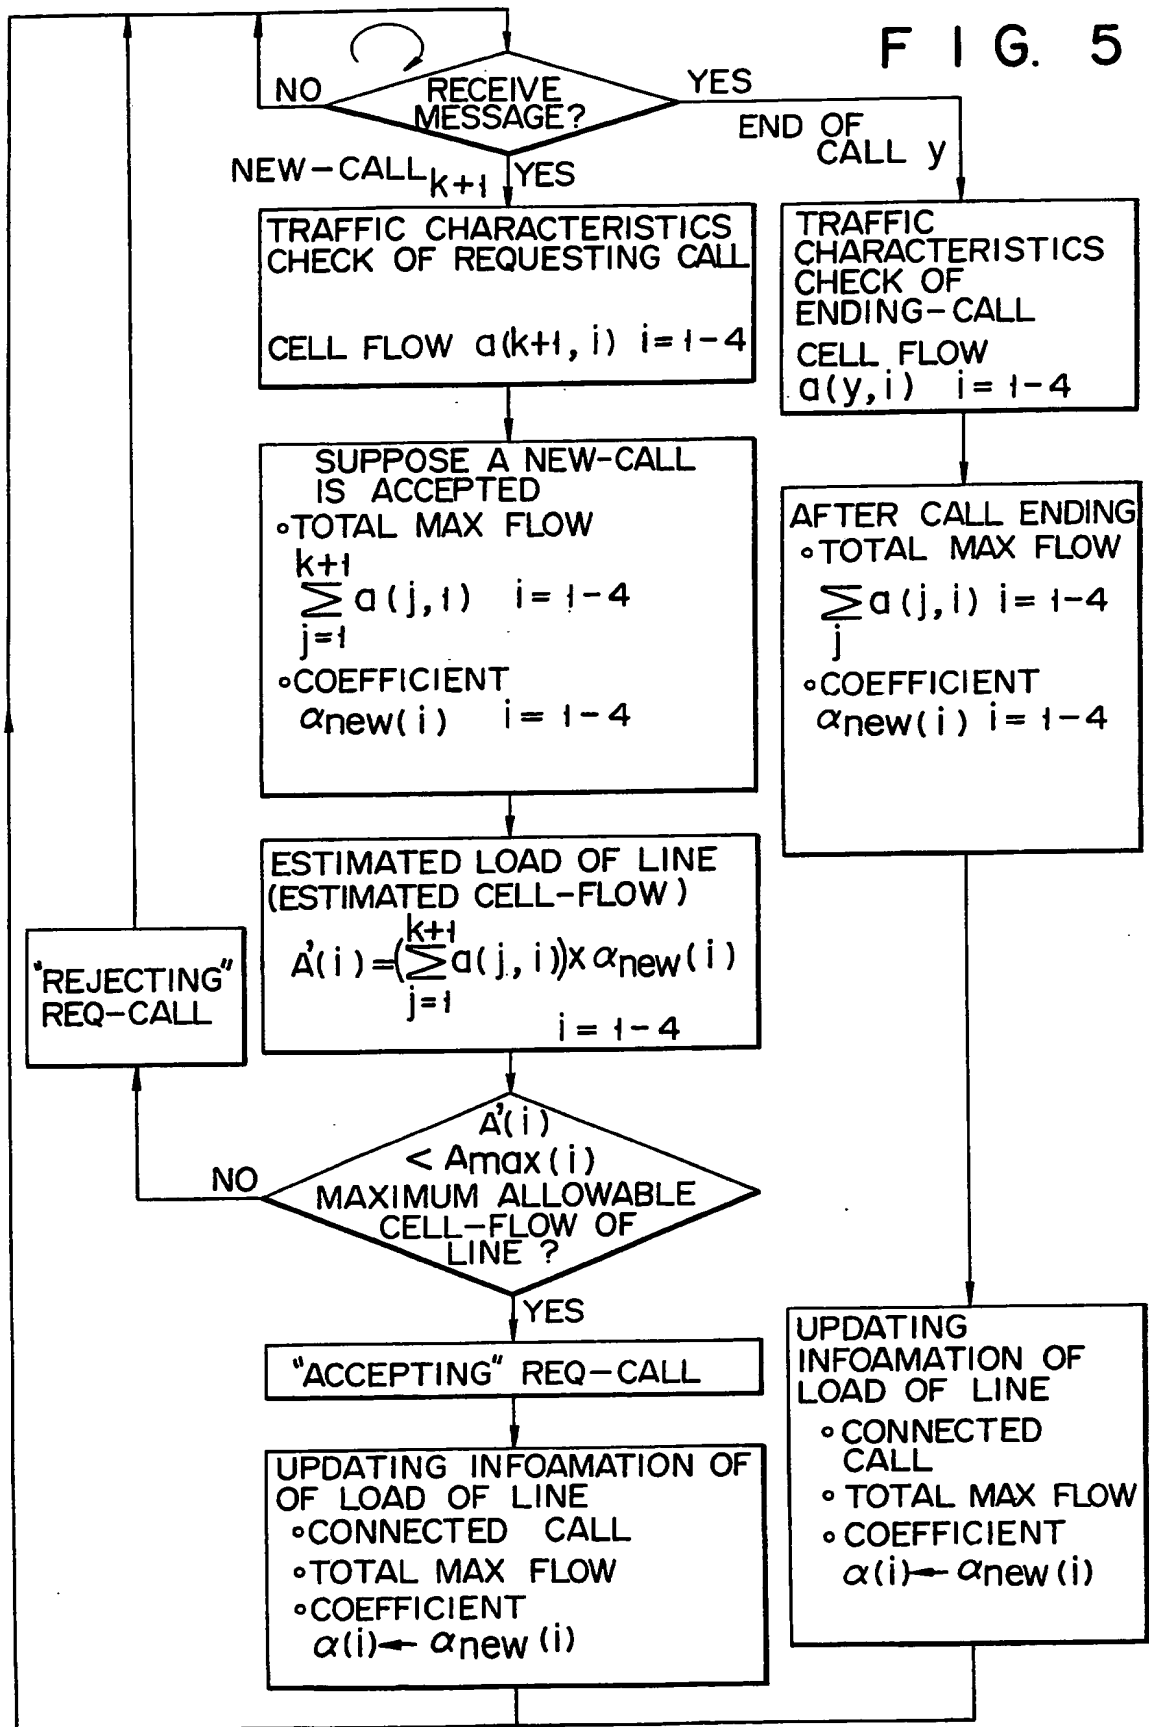 FIG. 5
RECEIVE
MESSAGE?
NO
YES
END OF
CALL y
NEW-CALL k+1
YES
TRAFFIC CHARACTERISTICS
CHECK OF REQUESTING CALL
CELL FLOW a(k+1, i) i = 1-4
TRAFFIC
CHARACTERISTICS
CHECK OF
ENDING-CALL
CELL FLOW
a(y,i) i = 1-4
SUPPOSE A NEW-CALL
IS ACCEPTED
∘TOTAL MAX FLOW
k+1
∑ a(j,1) i = 1-4
j=1
∘COEFFICIENT
αnew(i) i = 1-4
AFTER CALL ENDING
∘TOTAL MAX FLOW
∑ a(j,i) i = 1-4
j
∘COEFFICIENT
αnew(i) i = 1-4
ESTIMATED LOAD OF LINE
(ESTIMATED CELL-FLOW)
k+1
A'(i)=(∑a(j,i))×αnew(i)
j=1
i = 1-4
"REJECTING"
REQ-CALL
A'(i)
< Amax(i)
MAXIMUM ALLOWABLE
CELL-FLOW OF
LINE ?
NO
YES
"ACCEPTING" REQ-CALL
UPDATING INFOAMATION OF
OF LOAD OF LINE
∘CONNECTED CALL
∘TOTAL MAX FLOW
∘COEFFICIENT
α(i)← αnew(i)
UPDATING
INFOAMATION OF
LOAD OF LINE
∘CONNECTED
CALL
∘TOTAL MAX FLOW
∘COEFFICIENT
α(i)← αnew(i)